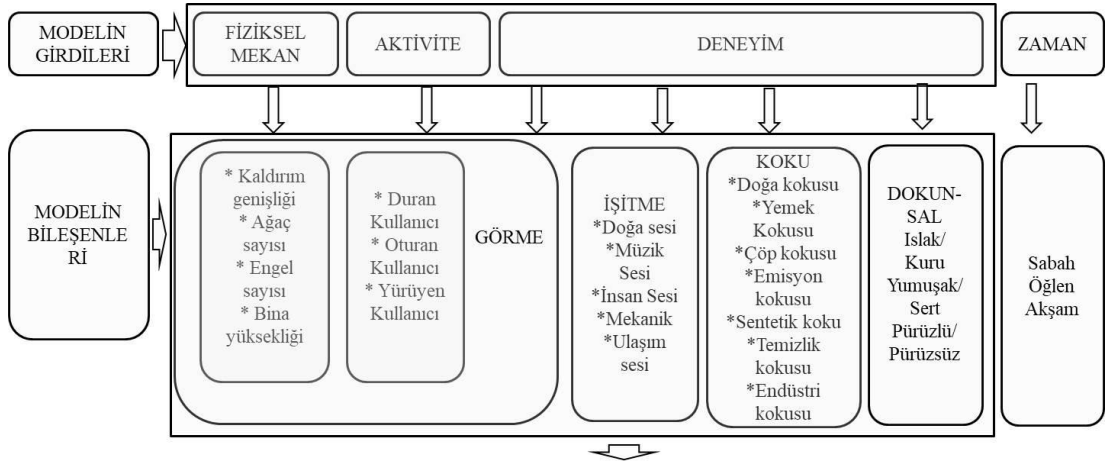 MODELİN
GİRDİLERİ
FİZİKSEL
MEKAN
AKTİVİTE
DENEYİM
ZAMAN
MODELİN
BİLEŞENLE
Rİ
* Kaldırım
genişliği
* Ağaç
sayısı
* Engel
sayısı
* Bina
yüksekliği
* Duran
Kullanıcı
* Oturan
Kullanıcı
* Yürüyen
Kullanıcı
GÖRME
İŞİTME
*Doğa sesi
*Müzik
Sesi
*İnsan Sesi
*Mekanik
*Ulaşım
sesi
KOKU
*Doğa kokusu
*Yemek
Kokusu
*Çöp kokusu
*Emisyon
kokusu
*Sentetik koku
*Temizlik
kokusu
*Endüstri
kokusu
DOKUN-
SAL
Islak/
Kuru
Yumuşak/
Sert
Pürüzlü/
Pürüzsüz
Sabah
Öğlen
Akşam